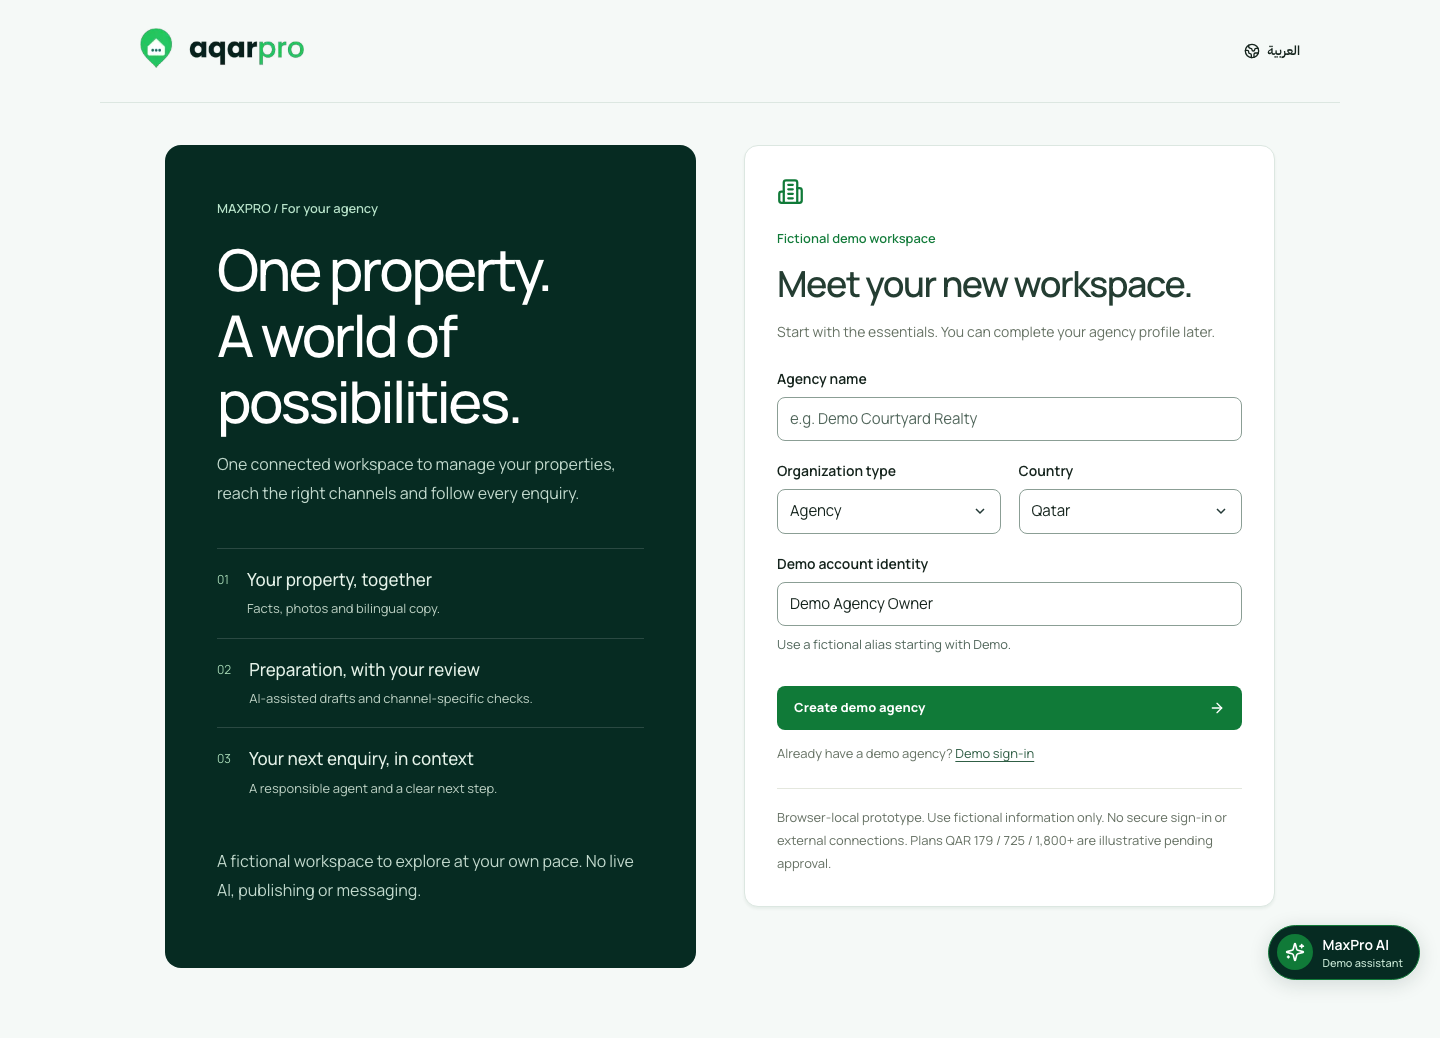 aqarpro
العربية
MAXPRO / For your agency
One property.
A world of
possibilities.
One connected workspace to manage your properties,
reach the right channels and follow every enquiry.
01 Your property, together
Facts, photos and bilingual copy.
02 Preparation, with your review
AI-assisted drafts and channel-specific checks.
03 Your next enquiry, in context
A responsible agent and a clear next step.
A fictional workspace to explore at your own pace. No live
AI, publishing or messaging.
Fictional demo workspace
Meet your new workspace.
Start with the essentials. You can complete your agency profile later.
Agency name
e.g. Demo Courtyard Realty
Organization type Country
Agency Qatar
Demo account identity
Demo Agency Owner
Use a fictional alias starting with Demo.
Create demo agency
Already have a demo agency? Demo sign-in
Browser-local prototype. Use fictional information only. No secure sign-in or
external connections. Plans QAR 179 / 725 / 1,800+ are illustrative pending
approval.
MaxPro AI
Demo assistant